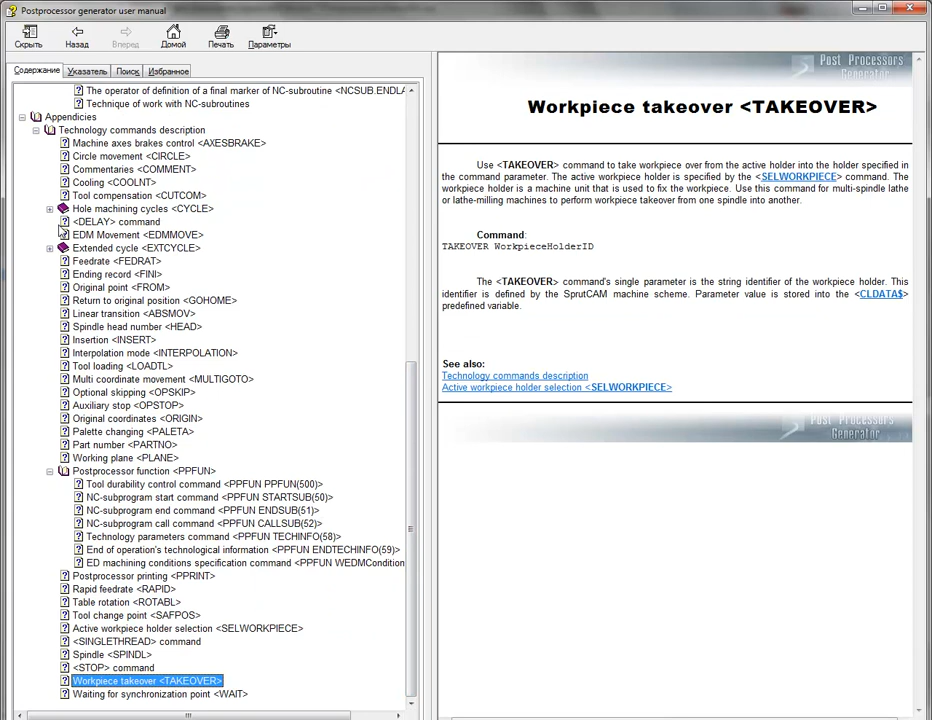 Postprocessor generator user manual
Скрыть
Назад
Вперед
Домой
Печать
Параметры
Содержание
Указатель
Поиск
Избранное
The operator of definition of a final marker of NC-subroutine <NCSUB.ENDLA
Technique of work with NC-subroutines
Appendicies
Technology commands description
Machine axes brakes control <AXESBRAKE>
Circle movement <CIRCLE>
Commentaries <COMMENT>
Cooling <COOLNT>
Tool compensation <CUTCOM>
Hole machining cycles <CYCLE>
<DELAY> command
EDM Movement <EDMMOVE>
Extended cycle <EXTCYCLE>
Feedrate <FEDRAT>
Ending record <FINI>
Original point <FROM>
Return to original position <GOHOME>
Linear transition <ABSMOV>
Spindle head number <HEAD>
Insertion <INSERT>
Interpolation mode <INTERPOLATION>
Tool loading <LOADTL>
Multi coordinate movement <MULTIGOTO>
Optional skipping <OPSKIP>
Auxiliary stop <OPSTOP>
Original coordinates <ORIGIN>
Palette changing <PALETA>
Part number <PARTNO>
Working plane <PLANE>
Postprocessor function <PPFUN>
Tool durability control command <PPFUN PPFUN(500)>
NC-subprogram start command <PPFUN STARTSUB(50)>
NC-subprogram end command <PPFUN ENDSUB(51)>
NC-subprogram call command <PPFUN CALLSUB(52)>
Technology parameters command <PPFUN TECHINFO(58)>
End of operation's technological information <PPFUN ENDTECHINFO(59)>
ED machining conditions specification command <PPFUN WEDMCondition
Postprocessor printing <PPRINT>
Rapid feedrate <RAPID>
Table rotation <ROTABL>
Tool change point <SAFPOS>
Active workpiece holder selection <SELWORKPIECE>
<SINGLETHREAD> command
Spindle <SPINDL>
<STOP> command
Workpiece takeover <TAKEOVER>
Waiting for synchronization point <WAIT>
Post Processors
Generator
Workpiece takeover <TAKEOVER>
Use <TAKEOVER> command to take workpiece over from the active holder into the holder specified in
the command parameter. The active workpiece holder is specified by the <SELWORKPIECE> command. The
workpiece holder is a machine unit that is used to fix the workpiece. Use this command for multi-spindle lathe
or lathe-milling machines to perform workpiece takeover from one spindle into another.
Command:
TAKEOVER WorkpieceHolderID
The <TAKEOVER> command's single parameter is the string identifier of the workpiece holder. This
identifier is defined by the SprutCAM machine scheme. Parameter value is stored into the <CLDATA$>
predefined variable.
See also:
Technology commands description
Active workpiece holder selection <SELWORKPIECE>
Post Processors
Generator